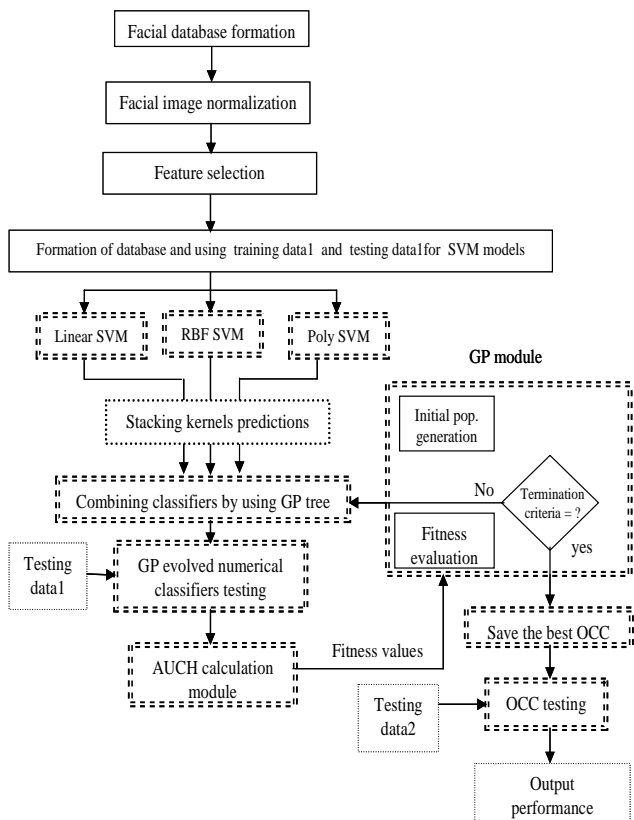 Facial database formation
Facial image normalization
Feature selection
Formation of database and using training data1 and testing data1for SVM models
Linear SVM
RBF SVM
Poly SVM
GP module
Stacking kernels predictions
Initial pop.
generation
Combining classifiers by using GP tree
No
Termination
criteria = ?
yes
Fitness
evaluation
Testing
data1
GP evolved numerical
classifiers testing
Save the best OCC
AUCH calculation
module
Fitness values
Testing
data2
OCC testing
Output
performance